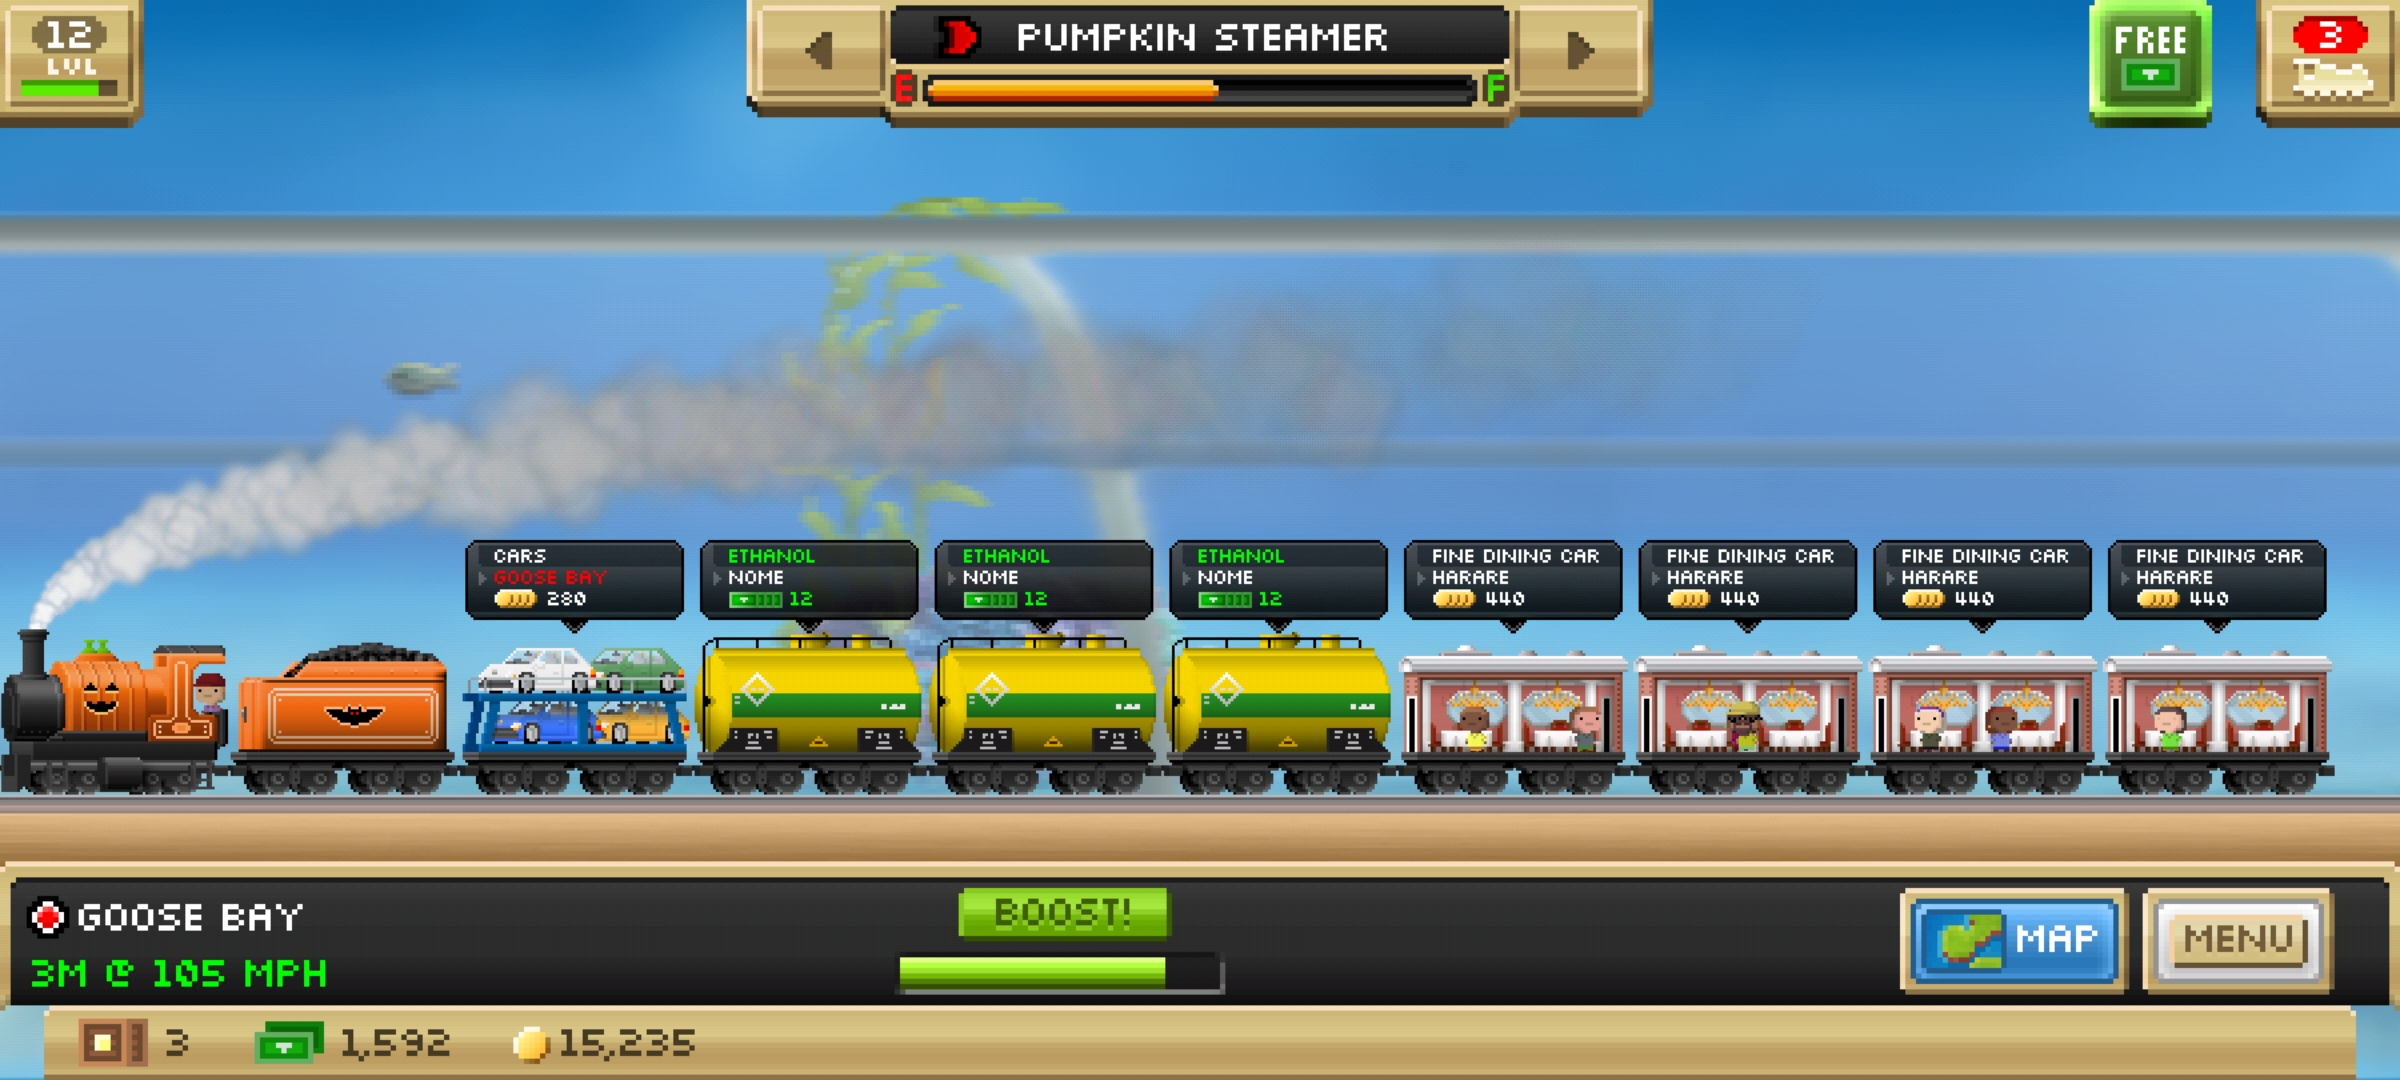 12
LVL
PUMPKIN STEAMER
E
F
FREE
3
CARS
GOOSE BAY
280
ETHANOL
NOME
12
ETHANOL
NOME
12
ETHANOL
NOME
12
FINE DINING CAR
HARARE
440
FINE DINING CAR
HARARE
440
FINE DINING CAR
HARARE
440
FINE DINING CAR
HARARE
440
GOOSE BAY
3M @ 105 MPH
BOOST!
MAP
MENU
3
1,592
15,235